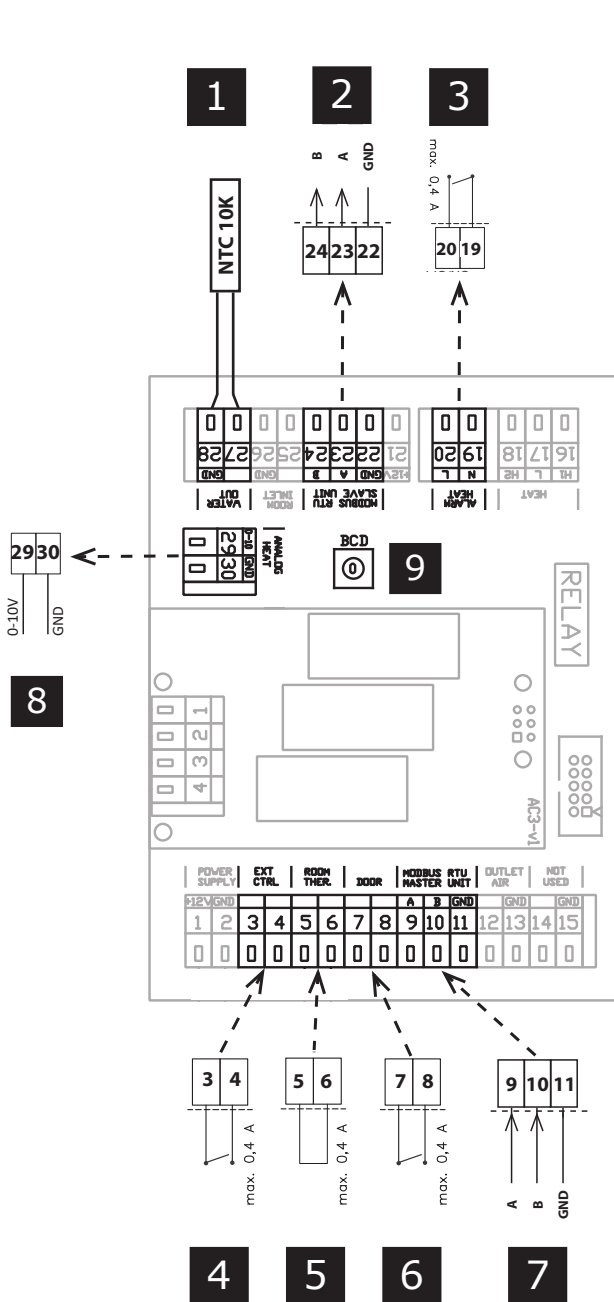 1 2 3
B A GND
max. 0,4 A
NTC 10K
24 23 22
20 19
28 27 26 25 24 23 22 21 20 19 18 17 16
GND GND B A GND +12V L N H2 L H1
WATER OUT
ROOM INLET
MODBUS RTU SLAVE UNIT
ALARM HEAT
HEAT
29 30
0-10V GND
8
29 30
0-10 GND
ANALOG HEAT
BCD
0
9
RELAY
1
2
3
4
AC3-v1
POWER SUPPLY
EXT CTRL
ROOM THER.
DOOR
MODBUS RTU MASTER UNIT
OUTLET AIR
NOT USED
+12V GND A B GND GND GND
1 2 3 4 5 6 7 8 9 10 11 12 13 14 15
3 4
5 6
7 8
9 10 11
max. 0,4 A
max. 0,4 A
max. 0,4 A
A B GND
4 5 6 7